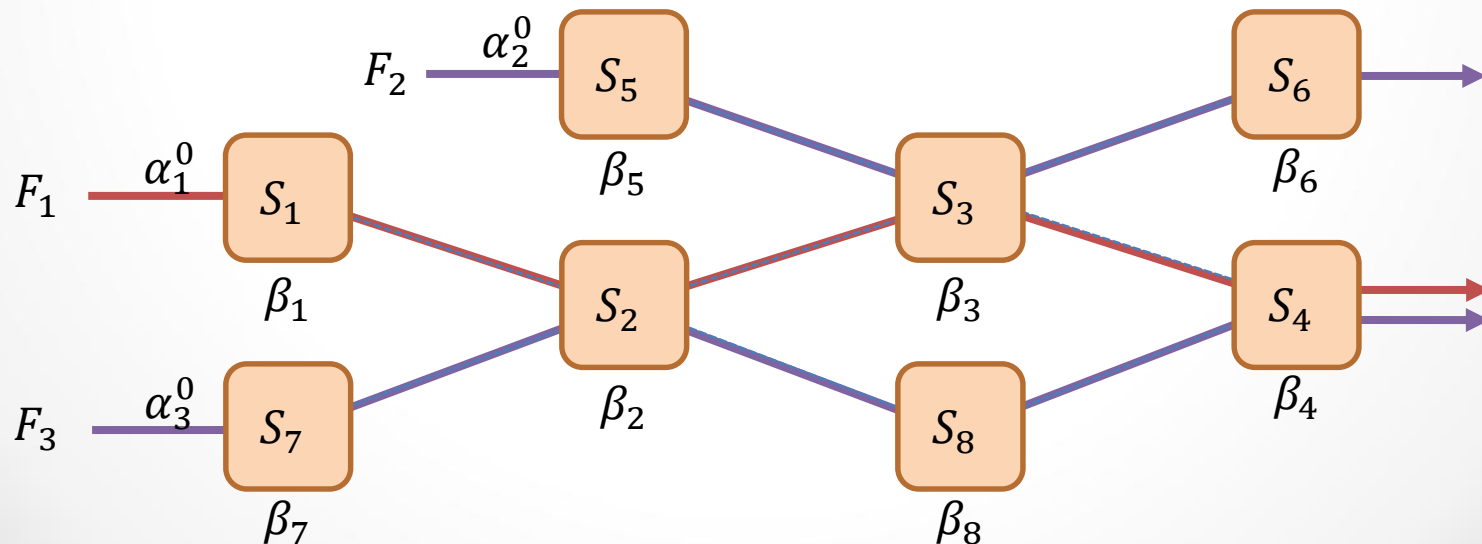 F₂ α₂⁰ S₅ S₆
β₅ β₆
F₁ α₁⁰ S₁ S₃
β₁ S₂ β₃ S₄
F₃ α₃⁰ S₇ β₂ S₈ β₄
β₇ β₈